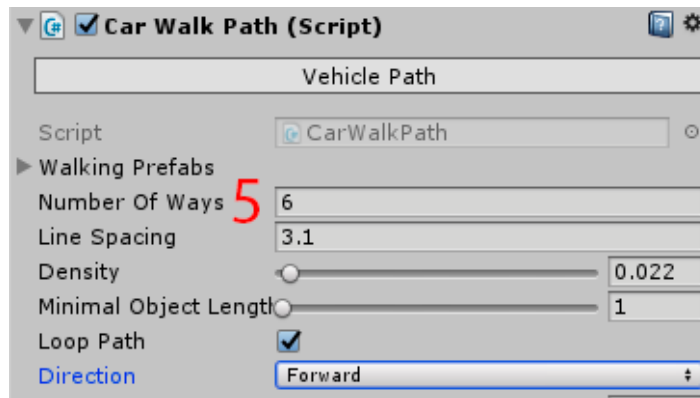 Car Walk Path (Script)
Vehicle Path
Script CarWalkPath
Walking Prefabs
Number Of Ways 5 6
Line Spacing 3.1
Density 0.022
Minimal Object Length 1
Loop Path
Direction Forward